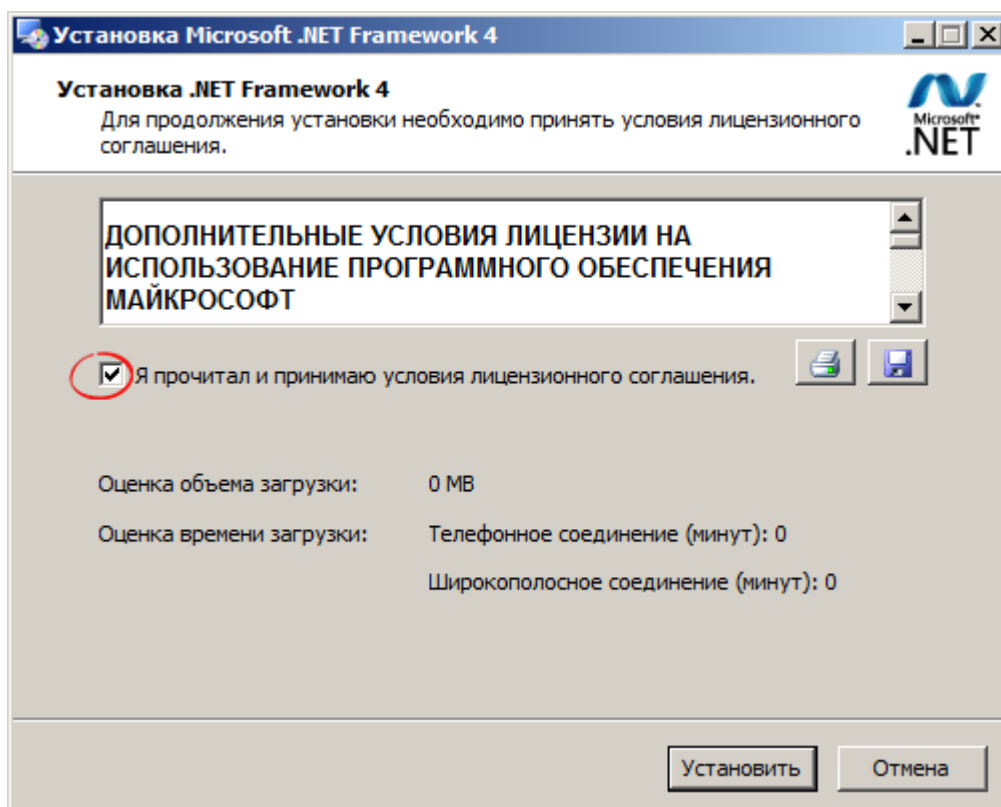 Установка Microsoft .NET Framework 4
Установка .NET Framework 4
Для продолжения установки необходимо принять условия лицензионного
соглашения.
Microsoft
.NET
ДОПОЛНИТЕЛЬНЫЕ УСЛОВИЯ ЛИЦЕНЗИИ НА
ИСПОЛЬЗОВАНИЕ ПРОГРАММНОГО ОБЕСПЕЧЕНИЯ
МАЙКРОСОФТ
Я прочитал и принимаю условия лицензионного соглашения.
Оценка объема загрузки: 0 MB
Оценка времени загрузки: Телефонное соединение (минут): 0
Широкополосное соединение (минут): 0
Установить Отмена